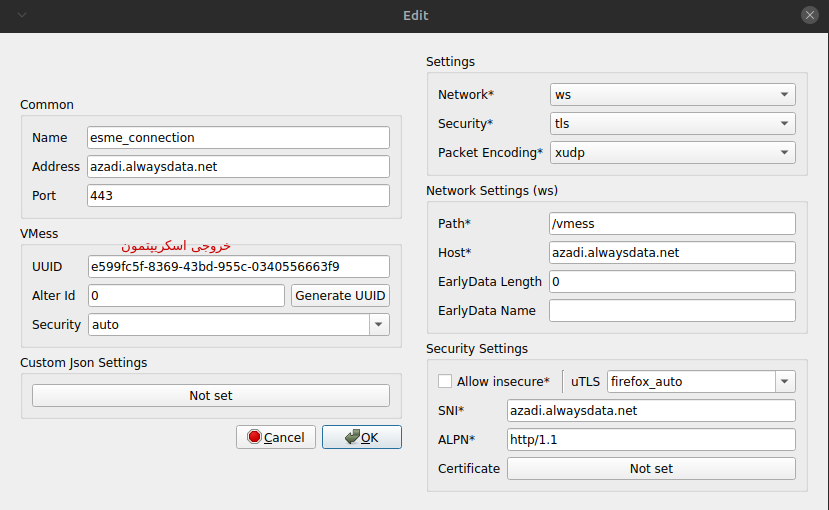 Edit
Common
Name esme_connection
Address azadi.alwaysdata.net
Port 443
VMess
خروجی اسکریپتمون
UUID e599fc5f-8369-43bd-955c-0340556663f9
Alter Id 0 Generate UUID
Security auto
Custom Json Settings
Not set
Cancel OK
Settings
Network* ws
Security* tls
Packet Encoding* xudp
Network Settings (ws)
Path* /vmess
Host* azadi.alwaysdata.net
EarlyData Length 0
EarlyData Name
Security Settings
Allow insecure* uTLS firefox_auto
SNI* azadi.alwaysdata.net
ALPN* http/1.1
Certificate Not set